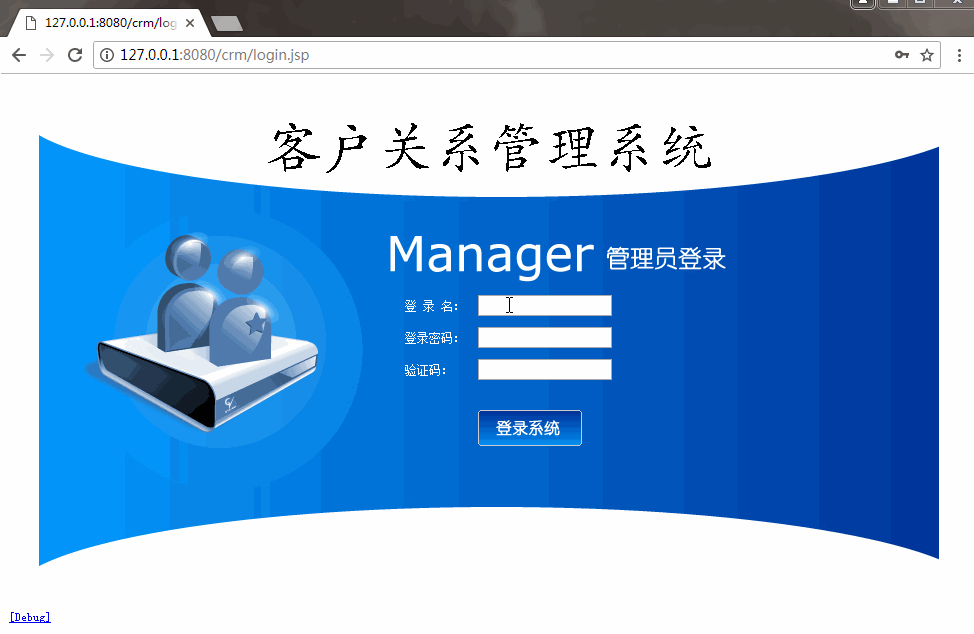 127.0.0.1:8080/crm/log
127.0.0.1:8080/crm/login.jsp
客户关系管理系统
Manager 管理员登录
登 录 名:
登录密码:
验证码:
登录系统
[Debug]